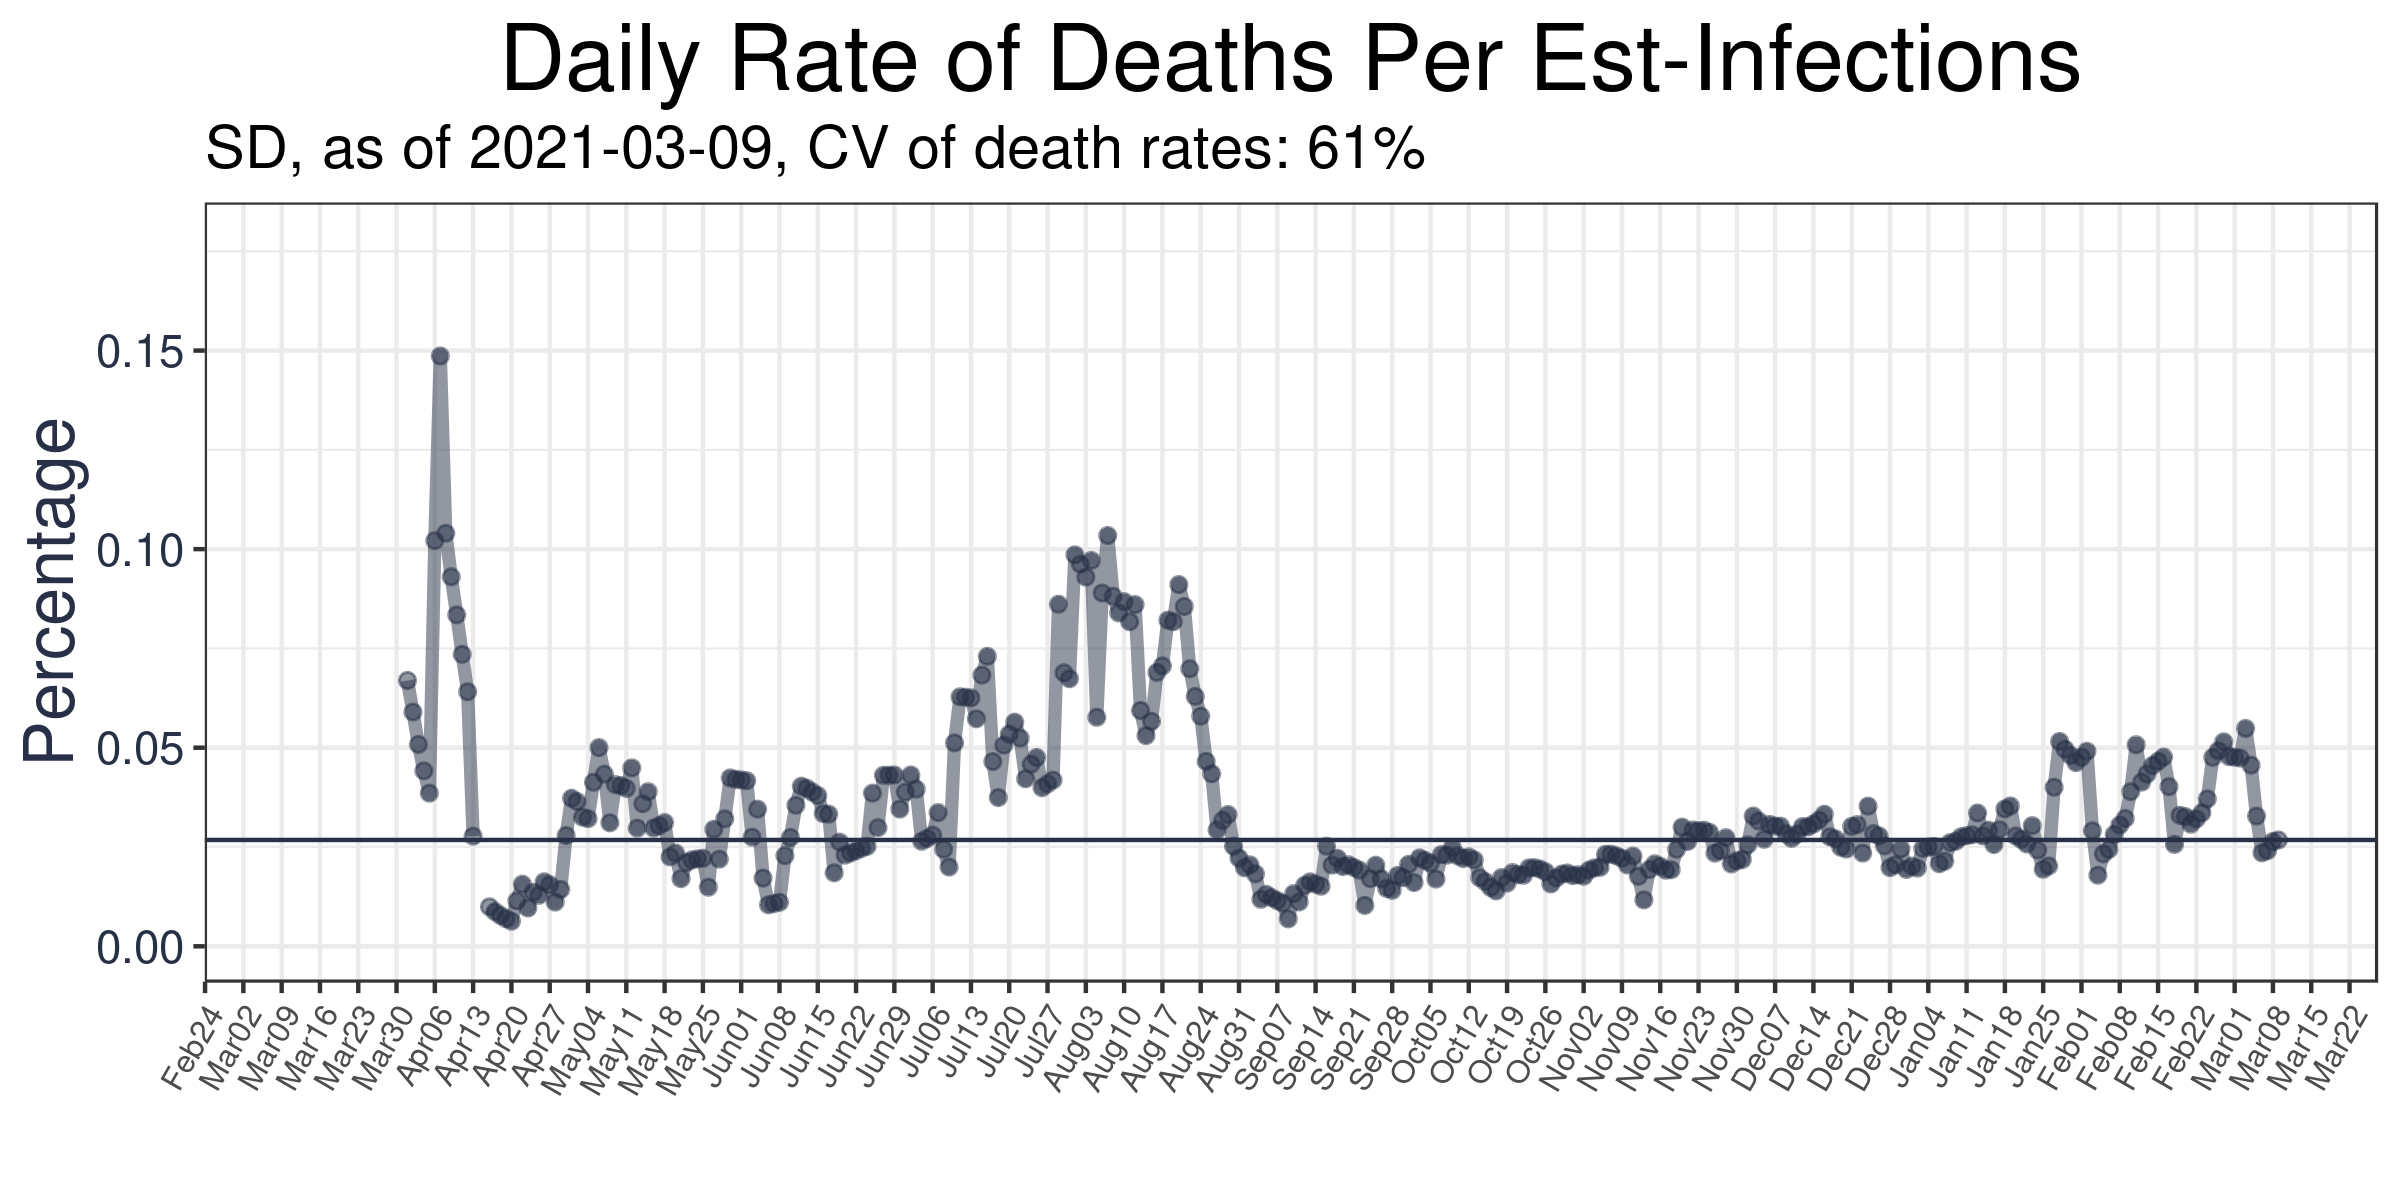 Daily Rate of Deaths Per Est-Infections
SD, as of 2021-03-09, CV of death rates: 61%
Percentage
0.15
0.10
0.05
0.00
Feb24
Mar02
Mar09
Mar16
Mar23
Mar30
Apr06
Apr13
Apr20
Apr27
May04
May11
May18
May25
Jun01
Jun08
Jun15
Jun22
Jun29
Jul06
Jul13
Jul20
Jul27
Aug03
Aug10
Aug17
Aug24
Aug31
Sep07
Sep14
Sep21
Sep28
Oct05
Oct12
Oct19
Oct26
Nov02
Nov09
Nov16
Nov23
Nov30
Dec07
Dec14
Dec21
Dec28
Jan04
Jan11
Jan18
Jan25
Feb01
Feb08
Feb15
Feb22
Mar01
Mar08
Mar15
Mar22